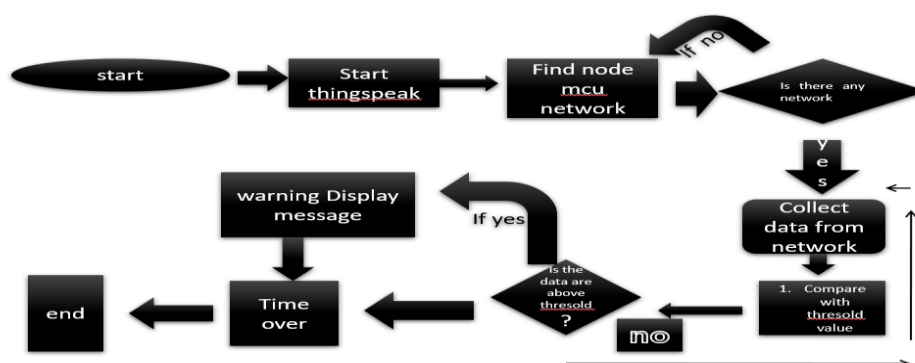 start
Start
thingspeak
Find node
mcu
network
If no
Is there any
network
yes
Collect
data from
network
1. Compare
with
thresold
value
no
Is the
data are
above
thresold
?
If yes
warning Display
message
Time
over
end